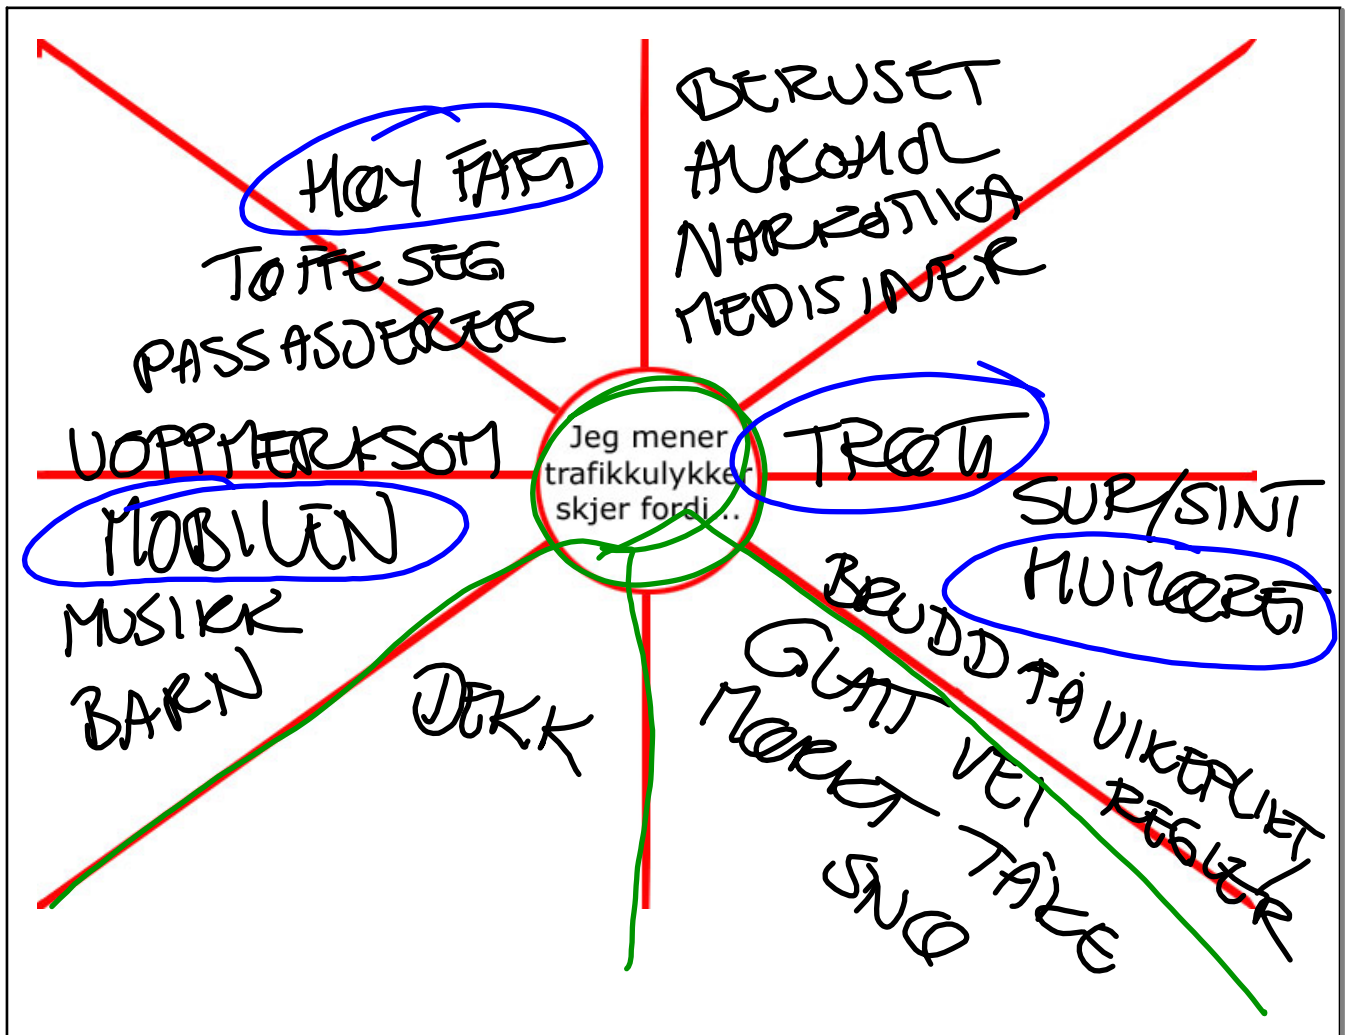 HØY FART
TØFFE SEG
PASSASJERER
BERUSET
ALKOHOL
NARKOTIKA
MEDISINER
UOPPMERKSOM
MOBILEN
MUSIKK
BARN
Jeg mener
trafikkulykker
skjer fordi...
TRØTT
SUR/SINT
HUMØRET
BRUDD PÅ VIKEPLIKT/
REGLER
DEKK
GLATT VEI
MØRKT TÅKE
SNØ